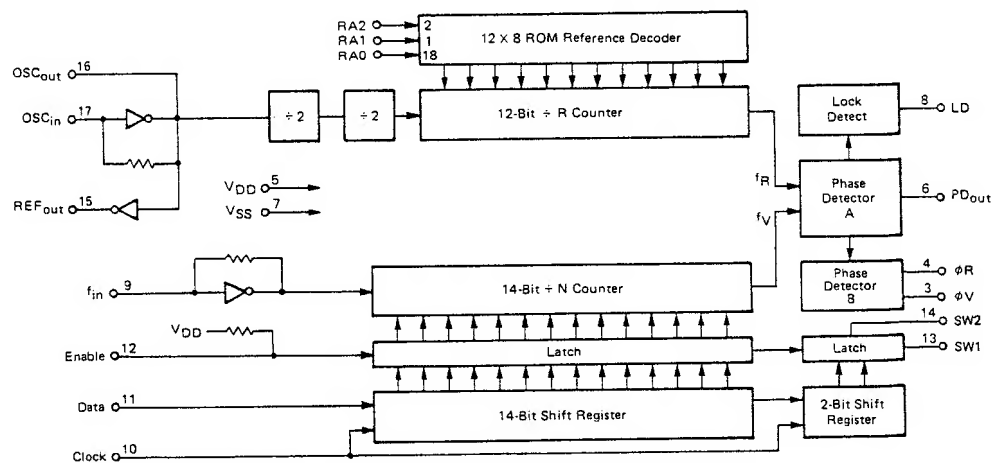 RA2 2
RA1 1
RA0 18
12 X 8 ROM Reference Decoder
OSCout 16
OSCin 17
÷ 2
÷ 2
12-Bit ÷ R Counter
Lock
Detect
8 LD
REFout 15
VDD 5
VSS 7
fR
fV
Phase
Detector
A
6 PDout
fin 9
14-Bit ÷ N Counter
Phase
Detector
B
4 ϕR
3 ϕV
VDD
14 SW2
13 SW1
Enable 12
Latch
Latch
Data 11
14-Bit Shift Register
2-Bit Shift
Register
Clock 10